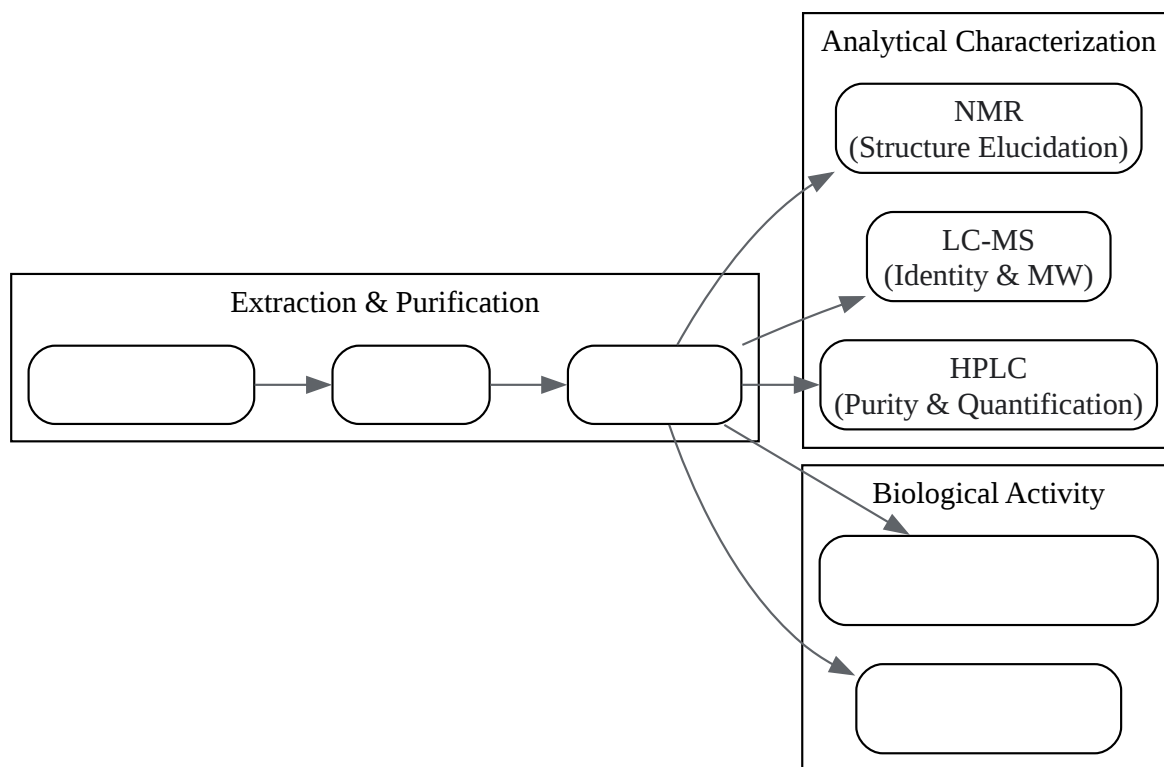 Analytical Characterization
NMR
(Structure Elucidation)
LC-MS
(Identity & MW)
HPLC
(Purity & Quantification)
Extraction & Purification
Biological Activity